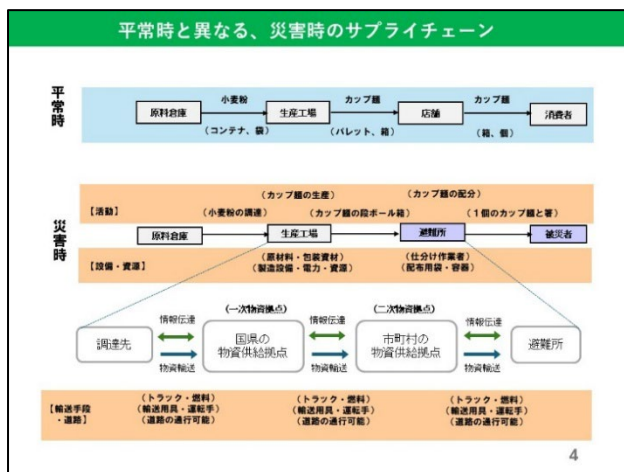 平常時と異なる、災害時のサプライチェーン
平常時
小麦粉
カップ麺
カップ麺
原料倉庫
生産工場
店舗
消費者
(コンテナ、袋)
(パレット、箱)
(箱、個)
災害時
(カップ麺の生産)
(カップ麺の配分)
【活動】
(小麦粉の調達)
(カップ麺の段ボール箱)
(1個のカップ麺と箸)
原料倉庫
生産工場
避難所
被災者
【設備・資源】
(原材料・包装資材)
(製造設備・電力・資源)
(仕分け作業者)
(配布用袋・容器)
(一次物資拠点)
(二次物資拠点)
情報伝達
情報伝達
情報伝達
調達先
国県の
物資供給拠点
市町村の
物資供給拠点
避難所
物資輸送
物資輸送
物資輸送
【輸送手段
・道路】
(トラック・燃料)
(輸送用具・運転手)
(道路の通行可能)
(トラック・燃料)
(輸送用具・運転手)
(道路の通行可能)
(トラック・燃料)
(輸送用具・運転手)
(道路の通行可能)
4